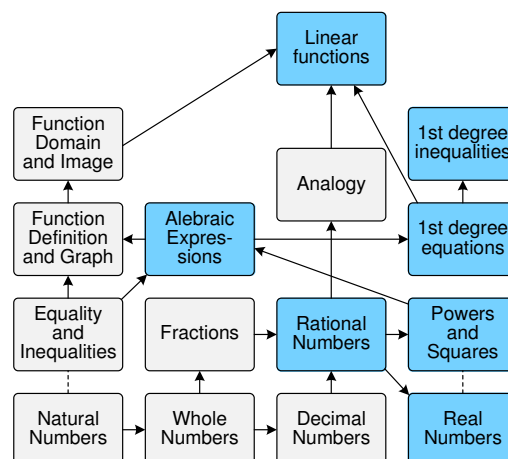 Linear
functions
Function
Domain
and Image
1st degree
inequalities
Analogy
Function
Definition
and Graph
Alebraic
Expres-
sions
1st degree
equations
Equality
and
Inequalities
Fractions
Rational
Numbers
Powers
and
Squares
Natural
Numbers
Whole
Numbers
Decimal
Numbers
Real
Numbers